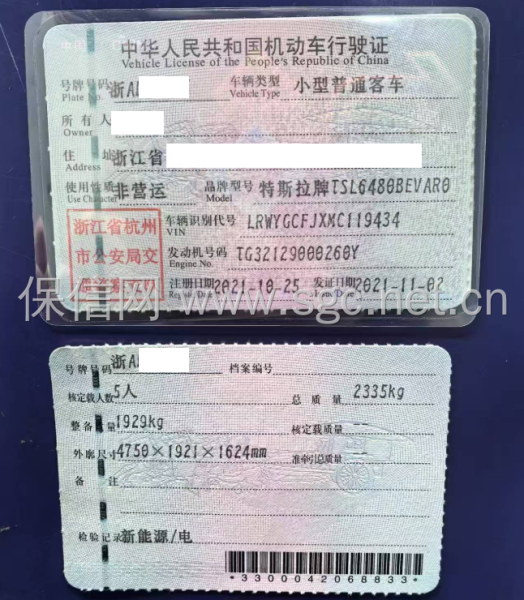 中华人民共和国机动车行驶证
Vehicle License of the People's Republic of China
号牌号码 浙A 车辆类型 小型普通客车
Plate No. Vehicle Type
所有人
Owner
住址 浙江省
Address
使用性质 非营运 品牌型号 特斯拉牌TSL6480BEVAR0
Use Character Model
浙江省杭州 车辆识别代号 LRWYGCFJXMC119434
VIN
市公安局交 发动机号码 TG32129000260Y
Engine No.
注册日期 2021-10-25 发证日期 2021-11-02
Register Date Issue Date
保信网 www.sgc.net.cn
号牌号码 浙A 档案编号
核定载人数 5人 总质量 2335kg
整备质量 1929kg 核定载质量 --
外廓尺寸 4750×1921×1624mm 准牵引总质量 --
备注
检验记录 新能源/电
*3300042068833*